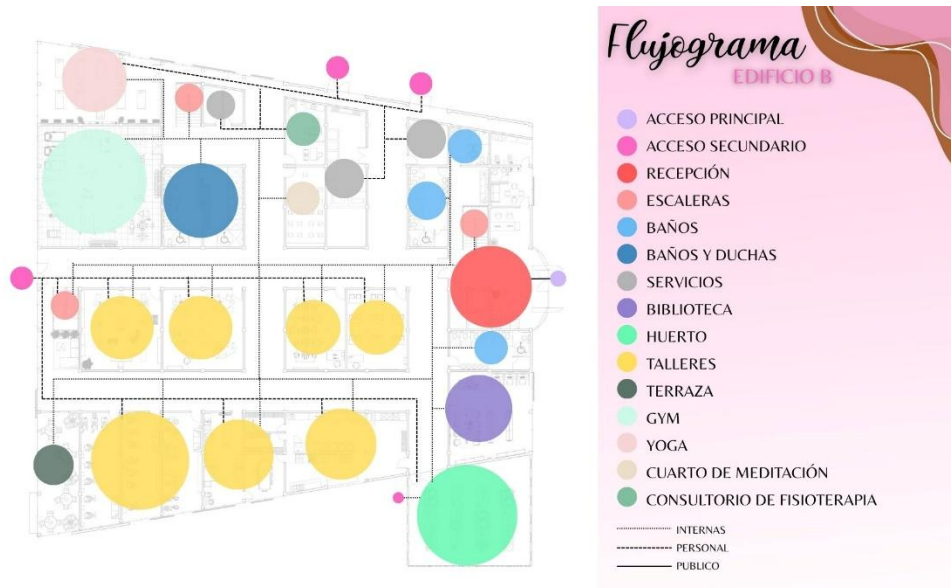 Flujograma
EDIFICIO B
ACCESO PRINCIPAL
ACCESO SECUNDARIO
RECEPCIÓN
ESCALERAS
BAÑOS
BAÑOS Y DUCHAS
SERVICIOS
BIBLIOTECA
HUERTO
TALLERES
TERRAZA
GYM
YOGA
CUARTO DE MEDITACIÓN
CONSULTORIO DE FISIOTERAPIA
INTERNAS
PERSONAL
PUBLICO